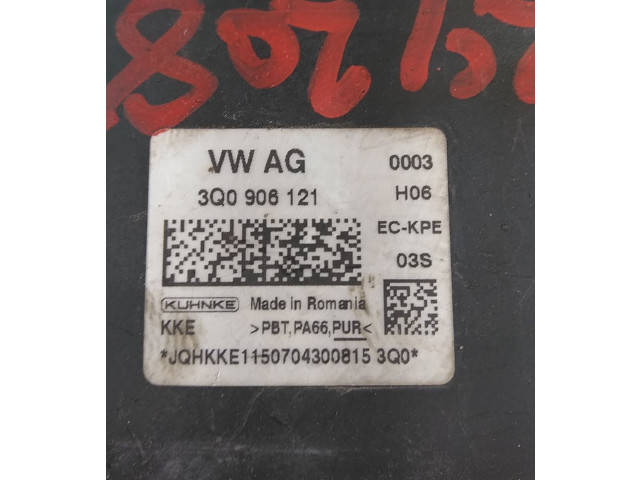 VW AG 0003
3Q0 906 121 H06
EC-KPE
03S
KUHNKE Made in Romania
KKE >PBT,PA66,PUR<
*JQHKKE1150704300815 3Q0*